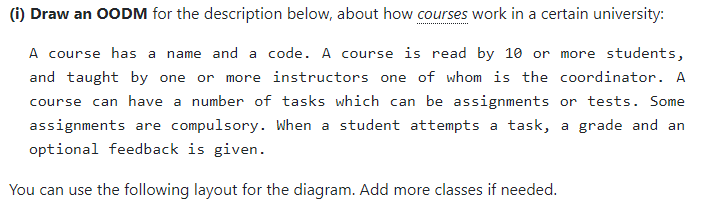 (i) Draw an OODM for the description below, about how courses work in a certain university:
A course has a name and a code. A course is read by 10 or more students,
and taught by one or more instructors one of whom is the coordinator. A
course can have a number of tasks which can be assignments or tests. Some
assignments are compulsory. When a student attempts a task, a grade and an
optional feedback is given.
You can use the following layout for the diagram. Add more classes if needed.